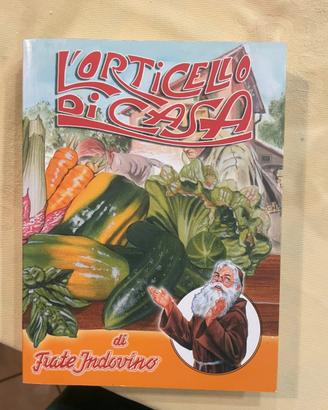 L'ORTICELLO
DI CASA
di
Frate Indovino